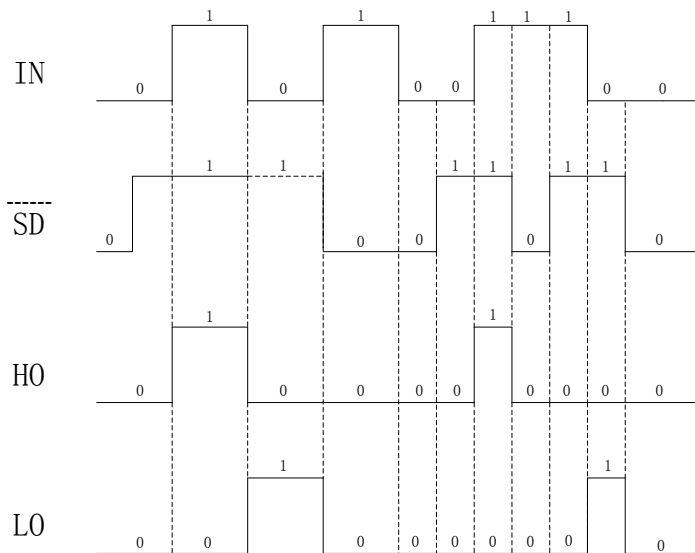 1 1 1 1 1
IN 0 0 0 0 0 0
1 1 1 1 1 1
SD
0 0 0 0 0
1 1
HO 0 0 0 0 0 0 0 0 0
1 1
LO 0 0 0 0 0 0 0 0 0